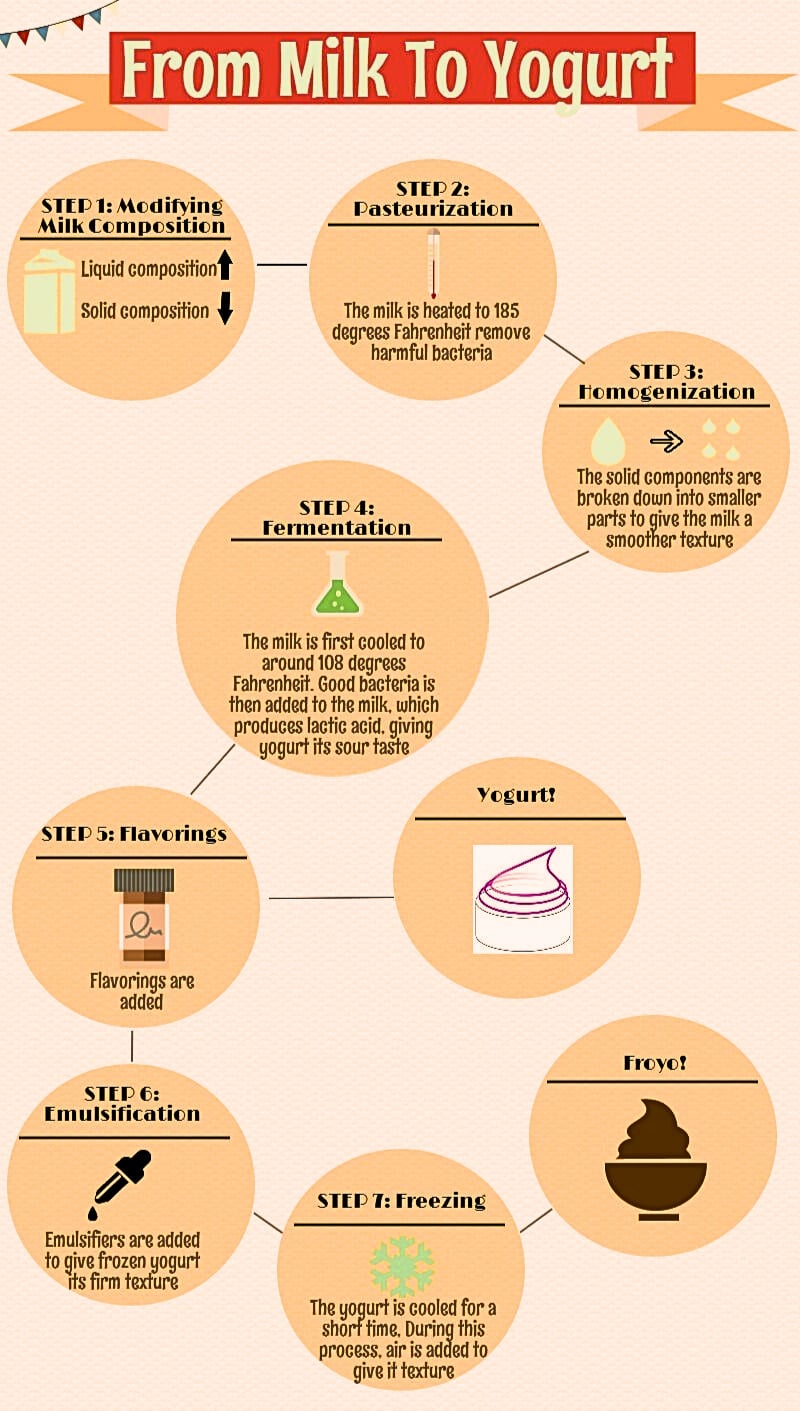 From Milk To Yogurt
STEP 1: Modifying
Milk Composition
Liquid composition
Solid composition
STEP 2:
Pasteurization
The milk is heated to 185
degrees Fahrenheit remove
harmful bacteria
STEP 3:
Homogenization
The solid components are
broken down into smaller
parts to give the milk a
smoother texture
STEP 4:
Fermentation
The milk is first cooled to
around 108 degrees
Fahrenheit. Good bacteria is
then added to the milk, which
produces lactic acid, giving
yogurt its sour taste
STEP 5: Flavorings
Flavorings are
added
Yogurt!
STEP 6:
Emulsification
Emulsifiers are added
to give frozen yogurt
its firm texture
STEP 7: Freezing
The yogurt is cooled for a
short time. During this
process, air is added to
give it texture
Froyo!